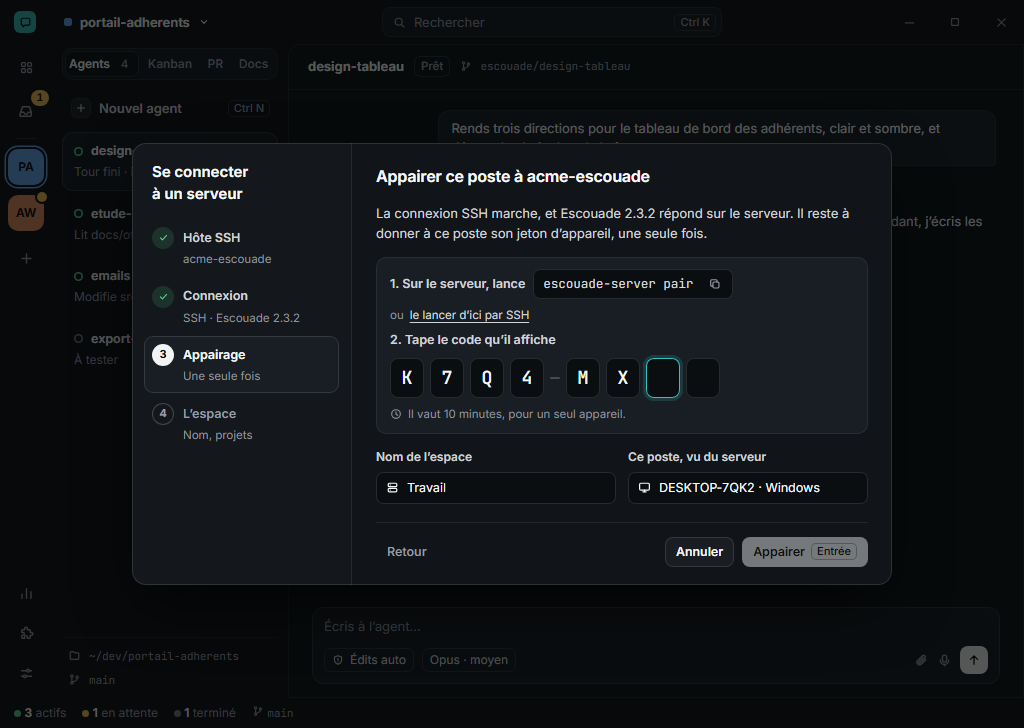 portail-adherents
Rechercher
Ctrl K
Agents 4 Kanban PR Docs
design-tableau Prêt escouade/design-tableau
1
Nouvel agent Ctrl N
Rends trois directions pour le tableau de bord des adhérents, clair et sombre, et
PA
design-
Tour fini ·
AW
etude-
Lit docs/
emails
Modifie
export-
À tester
dant, j'écris les
Se connecter
à un serveur
Hôte SSH
acme-escouade
Connexion
SSH · Escouade 2.3.2
3 Appairage
Une seule fois
4 L'espace
Nom, projets
Appairer ce poste à acme-escouade
La connexion SSH marche, et Escouade 2.3.2 répond sur le serveur. Il reste à
donner à ce poste son jeton d'appareil, une seule fois.
1. Sur le serveur, lance escouade-server pair
ou le lancer d'ici par SSH
2. Tape le code qu'il affiche
K 7 Q 4 – M X
Il vaut 10 minutes, pour un seul appareil.
Nom de l'espace
Travail
Ce poste, vu du serveur
DESKTOP-7QK2 · Windows
Retour
Annuler
Appairer Entrée
Écris à l'agent...
Édits auto
Opus · moyen
~/dev/portail-adherents
main
3 actifs 1 en attente 1 terminé main